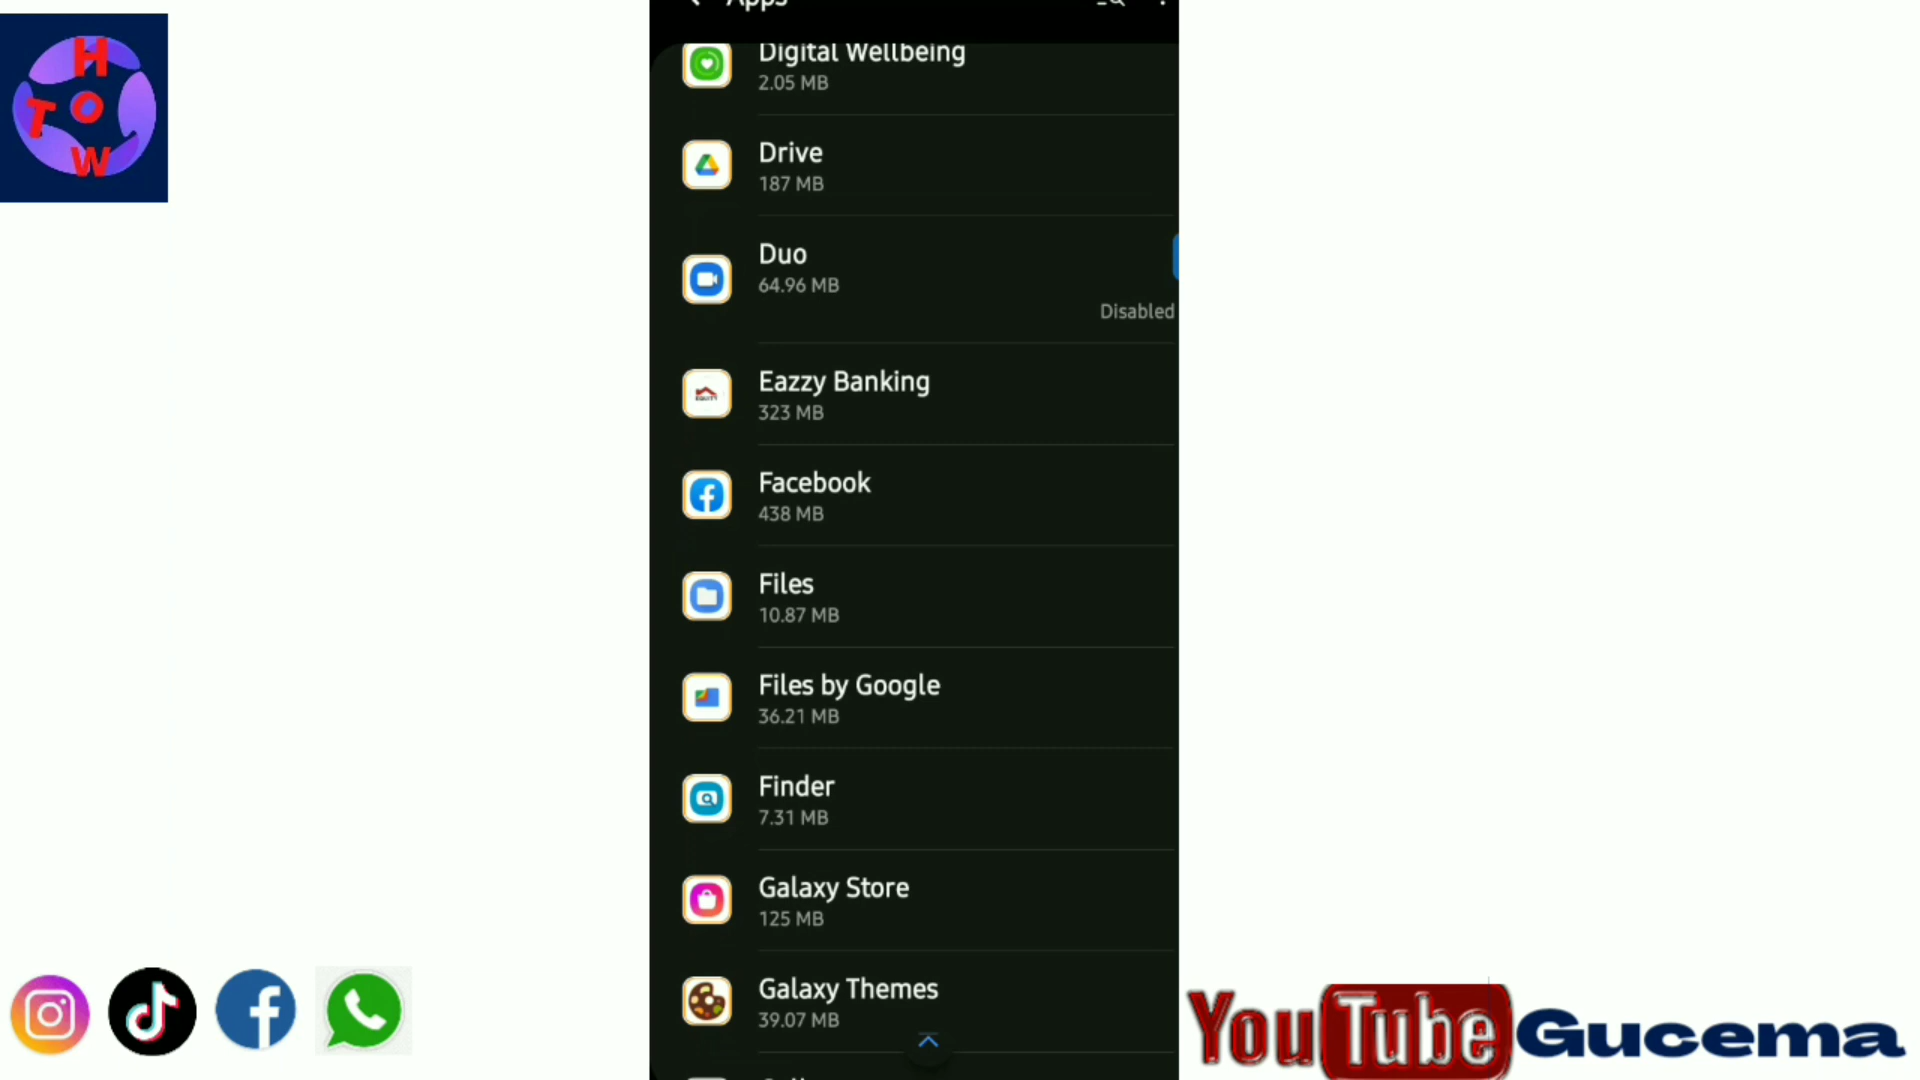 Apps
H
T O
W
Digital Wellbeing
2.05 MB
Drive
187 MB
Duo
64.96 MB
Disabled
Eazzy Banking
EQUITY
323 MB
Facebook
438 MB
Files
10.87 MB
Files by Google
36.21 MB
Finder
7.31 MB
Galaxy Store
125 MB
Galaxy Themes
39.07 MB
YouTube Gucema